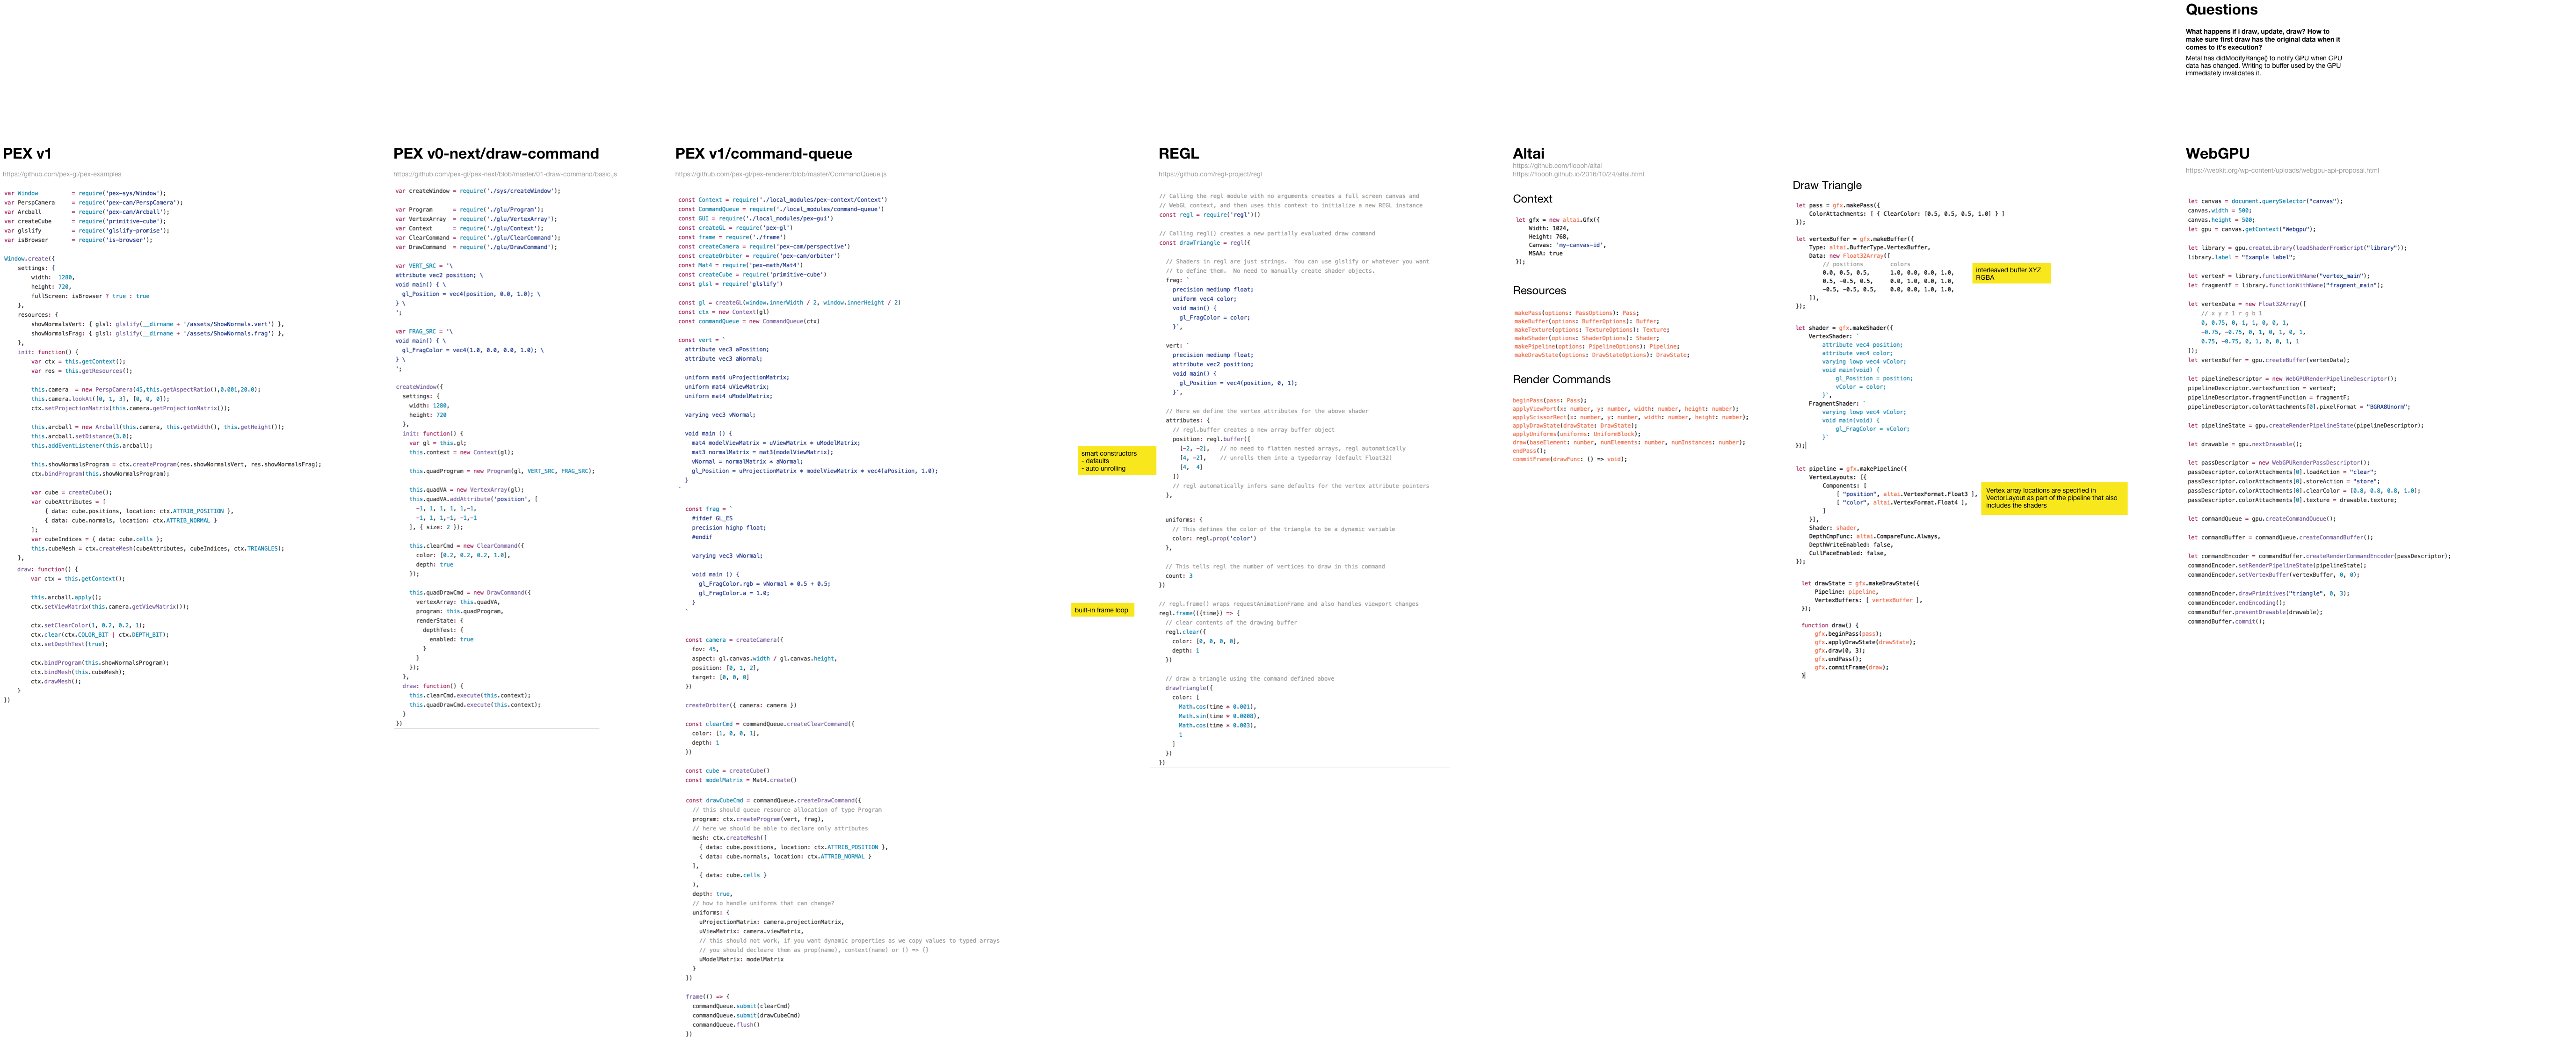 Questions
What happens if i draw, update, draw? How to
make sure first draw has the original data when it
comes to it's execution?
Metal has didModifyRange() to notify GPU when CPU
data has changed. Writing to buffer used by the GPU
immediately invalidates it.
PEX v1
https://github.com/pex-gl/pex-examples
var Window = require('pex-sys/Window');
var PerspCamera = require('pex-cam/PerspCamera');
var Arcball = require('pex-cam/Arcball');
var createCube = require('primitive-cube');
var glslify = require('glslify-promise');
var isBrowser = require('is-browser');
Window.create({
settings: {
width: 1280,
height: 720,
fullScreen: isBrowser ? true : true
},
resources: {
showNormalsVert: { glsl: glslify(__dirname + '/assets/ShowNormals.vert') },
showNormalsFrag: { glsl: glslify(__dirname + '/assets/ShowNormals.frag') },
},
init: function() {
var ctx = this.getContext();
var res = this.getResources();
this.camera = new PerspCamera(45,this.getAspectRatio(),0.001,20.0);
this.camera.lookAt([0, 1, 3], [0, 0, 0]);
ctx.setProjectionMatrix(this.camera.getProjectionMatrix());
this.arcball = new Arcball(this.camera, this.getWidth(), this.getHeight());
this.arcball.setDistance(3.0);
this.addEventListener(this.arcball);
this.showNormalsProgram = ctx.createProgram(res.showNormalsVert, res.showNormalsFrag);
ctx.bindProgram(this.showNormalsProgram);
var cube = createCube();
var cubeAttributes = [
{ data: cube.positions, location: ctx.ATTRIB_POSITION },
{ data: cube.normals, location: ctx.ATTRIB_NORMAL }
];
var cubeIndices = { data: cube.cells };
this.cubeMesh = ctx.createMesh(cubeAttributes, cubeIndices, ctx.TRIANGLES);
},
draw: function() {
var ctx = this.getContext();
this.arcball.apply();
ctx.setViewMatrix(this.camera.getViewMatrix());
ctx.setClearColor(1, 0.2, 0.2, 1);
ctx.clear(ctx.COLOR_BIT | ctx.DEPTH_BIT);
ctx.setDepthTest(true);
ctx.bindProgram(this.showNormalsProgram);
ctx.bindMesh(this.cubeMesh);
ctx.drawMesh();
}
})
PEX v0-next/draw-command
https://github.com/pex-gl/pex-next/blob/master/01-draw-command/basic.js
var createWindow = require('./sys/createWindow');
var Program = require('./glu/Program');
var VertexArray = require('./glu/VertexArray');
var Context = require('./glu/Context');
var ClearCommand = require('./glu/ClearCommand');
var DrawCommand = require('./glu/DrawCommand');
var VERT_SRC = '\
attribute vec2 position; \
void main() { \
gl_Position = vec4(position, 0.0, 1.0); \
} \
';
var FRAG_SRC = '\
void main() { \
gl_FragColor = vec4(1.0, 0.0, 0.0, 1.0); \
} \
';
createWindow({
settings: {
width: 1280,
height: 720
},
init: function() {
var gl = this.gl;
this.context = new Context(gl);
this.quadProgram = new Program(gl, VERT_SRC, FRAG_SRC);
this.quadVA = new VertexArray(gl);
this.quadVA.addAttribute('position', [
-1, 1, 1, 1, 1,-1,
-1, 1, 1,-1,-1,-1
], { size: 2 });
this.clearCmd = new ClearCommand({
color: [0.2, 0.2, 0.2, 1.0],
depth: true
});
this.quadDrawCmd = new DrawCommand({
vertexArray: this.quadVA,
program: this.quadProgram,
renderState: {
depthTest: {
enabled: true
}
}
});
},
draw: function() {
this.clearCmd.execute(this.context);
this.quadDrawCmd.execute(this.context);
}
})
PEX v1/command-queue
https://github.com/pex-gl/pex-renderer/blob/master/CommandQueue.js
const Context = require('./local_modules/pex-context/Context')
const CommandQueue = require('./local_modules/command-queue')
const GUI = require('./local_modules/pex-gui')
const createGL = require('pex-gl')
const frame = require('./frame')
const createCamera = require('pex-cam/perspective')
const createOrbiter = require('pex-cam/orbiter')
const Mat4 = require('pex-math/Mat4')
const createCube = require('primitive-cube')
const glsl = require('glslify')
const gl = createGL(window.innerWidth / 2, window.innerHeight / 2)
const ctx = new Context(gl)
const commandQueue = new CommandQueue(ctx)
const vert = `
attribute vec3 aPosition;
attribute vec3 aNormal;
uniform mat4 uProjectionMatrix;
uniform mat4 uViewMatrix;
uniform mat4 uModelMatrix;
varying vec3 vNormal;
void main () {
mat4 modelViewMatrix = uViewMatrix * uModelMatrix;
mat3 normalMatrix = mat3(modelViewMatrix);
vNormal = normalMatrix * aNormal;
gl_Position = uProjectionMatrix * modelViewMatrix * vec4(aPosition, 1.0);
}
`
const frag = `
#ifdef GL_ES
precision highp float;
#endif
varying vec3 vNormal;
void main () {
gl_FragColor.rgb = vNormal * 0.5 + 0.5;
gl_FragColor.a = 1.0;
}
`
const camera = createCamera({
fov: 45,
aspect: gl.canvas.width / gl.canvas.height,
position: [0, 1, 2],
target: [0, 0, 0]
})
createOrbiter({ camera: camera })
const clearCmd = commandQueue.createClearCommand({
color: [1, 0, 0, 1],
depth: 1
})
const cube = createCube()
const modelMatrix = Mat4.create()
const drawCubeCmd = commandQueue.createDrawCommand({
// this should queue resource allocation of type Program
program: ctx.createProgram(vert, frag),
// here we should be able to declare only attributes
mesh: ctx.createMesh([
{ data: cube.positions, location: ctx.ATTRIB_POSITION },
{ data: cube.normals, location: ctx.ATTRIB_NORMAL }
],
{ data: cube.cells }
),
depth: true,
// how to handle uniforms that can change?
uniforms: {
uProjectionMatrix: camera.projectionMatrix,
uViewMatrix: camera.viewMatrix,
// this should not work, if you want dynamic properties as we copy values to typed arrays
// you should decleare them as prop(name), context(name) or () => {}
uModelMatrix: modelMatrix
}
})
frame(() => {
commandQueue.submit(clearCmd)
commandQueue.submit(drawCubeCmd)
commandQueue.flush()
})
smart constructors
- defaults
- auto unrolling
built-in frame loop
REGL
https://github.com/regl-project/regl
// Calling the regl module with no arguments creates a full screen canvas and
// WebGL context, and then uses this context to initialize a new REGL instance
const regl = require('regl')()
// Calling regl() creates a new partially evaluated draw command
const drawTriangle = regl({
// Shaders in regl are just strings. You can use glslify or whatever you want
// to define them. No need to manually create shader objects.
frag: `
precision mediump float;
uniform vec4 color;
void main() {
gl_FragColor = color;
}`,
vert: `
precision mediump float;
attribute vec2 position;
void main() {
gl_Position = vec4(position, 0, 1);
}`,
// Here we define the vertex attributes for the above shader
attributes: {
// regl.buffer creates a new array buffer object
position: regl.buffer([
[-2, -2], // no need to flatten nested arrays, regl automatically
[4, -2], // unrolls them into a typedarray (default Float32)
[4, 4]
])
// regl automatically infers sane defaults for the vertex attribute pointers
},
uniforms: {
// This defines the color of the triangle to be a dynamic variable
color: regl.prop('color')
},
// This tells regl the number of vertices to draw in this command
count: 3
})
// regl.frame() wraps requestAnimationFrame and also handles viewport changes
regl.frame(({time}) => {
// clear contents of the drawing buffer
regl.clear({
color: [0, 0, 0, 0],
depth: 1
})
// draw a triangle using the command defined above
drawTriangle({
color: [
Math.cos(time * 0.001),
Math.sin(time * 0.0008),
Math.cos(time * 0.003),
1
]
})
})
Altai
https://github.com/floooh/altai
https://floooh.github.io/2016/10/24/altai.html
Context
let gfx = new altai.Gfx({
Width: 1024,
Height: 768,
Canvas: 'my-canvas-id',
MSAA: true
});
Resources
makePass(options: PassOptions): Pass;
makeBuffer(options: BufferOptions): Buffer;
makeTexture(options: TextureOptions): Texture;
makeShader(options: ShaderOptions): Shader;
makePipeline(options: PipelineOptions): Pipeline;
makeDrawState(options: DrawStateOptions): DrawState;
Render Commands
beginPass(pass: Pass);
applyViewPort(x: number, y: number, width: number, height: number);
applyScissorRect(x: number, y: number, width: number, height: number);
applyDrawState(drawState: DrawState);
applyUniforms(uniforms: UniformBlock);
draw(baseElement: number, numElements: number, numInstances: number);
endPass();
commitFrame(drawFunc: () => void);
Draw Triangle
let pass = gfx.makePass({
ColorAttachments: [ { ClearColor: [0.5, 0.5, 0.5, 1.0] } ]
});
let vertexBuffer = gfx.makeBuffer({
Type: altai.BufferType.VertexBuffer,
Data: new Float32Array([
// positions colors
0.0, 0.5, 0.5, 1.0, 0.0, 0.0, 1.0,
0.5, -0.5, 0.5, 0.0, 1.0, 0.0, 1.0,
-0.5, -0.5, 0.5, 0.0, 0.0, 1.0, 1.0,
]),
});
interleaved buffer XYZ
RGBA
let shader = gfx.makeShader({
VertexShader: `
attribute vec4 position;
attribute vec4 color;
varying lowp vec4 vColor;
void main(void) {
gl_Position = position;
vColor = color;
}`,
FragmentShader: `
varying lowp vec4 vColor;
void main(void) {
gl_FragColor = vColor;
}`
});
let pipeline = gfx.makePipeline({
VertexLayouts: [{
Components: [
[ "position", altai.VertexFormat.Float3 ],
[ "color", altai.VertexFormat.Float4 ],
]
}],
Shader: shader,
DepthCmpFunc: altai.CompareFunc.Always,
DepthWriteEnabled: false,
CullFaceEnabled: false,
});
Vertex array locations are specified in
VectorLayout as part of the pipeline that also
includes the shaders
let drawState = gfx.makeDrawState({
Pipeline: pipeline,
VertexBuffers: [ vertexBuffer ],
});
function draw() {
gfx.beginPass(pass);
gfx.applyDrawState(drawState);
gfx.draw(0, 3);
gfx.endPass();
gfx.commitFrame(draw);
}
WebGPU
https://webkit.org/wp-content/uploads/webgpu-api-proposal.html
let canvas = document.querySelector("canvas");
canvas.width = 500;
canvas.height = 500;
let gpu = canvas.getContext("Webgpu");
let library = gpu.createLibrary(loadShaderFromScript("library"));
library.label = "Example label";
let vertexF = library.functionWithName("vertex_main");
let fragmentF = library.functionWithName("fragment_main");
let vertexData = new Float32Array([
// x y z 1 r g b 1
0, 0.75, 0, 1, 1, 0, 0, 1,
-0.75, -0.75, 0, 1, 0, 1, 0, 1,
0.75, -0.75, 0, 1, 0, 0, 1, 1
]);
let vertexBuffer = gpu.createBuffer(vertexData);
let pipelineDescriptor = new WebGPURenderPipelineDescriptor();
pipelineDescriptor.vertexFunction = vertexF;
pipelineDescriptor.fragmentFunction = fragmentF;
pipelineDescriptor.colorAttachments[0].pixelFormat = "BGRA8Unorm";
let pipelineState = gpu.createRenderPipelineState(pipelineDescriptor);
let drawable = gpu.nextDrawable();
let passDescriptor = new WebGPURenderPassDescriptor();
passDescriptor.colorAttachments[0].loadAction = "clear";
passDescriptor.colorAttachments[0].storeAction = "store";
passDescriptor.colorAttachments[0].clearColor = [0.8, 0.8, 0.8, 1.0];
passDescriptor.colorAttachments[0].texture = drawable.texture;
let commandQueue = gpu.createCommandQueue();
let commandBuffer = commandQueue.createCommandBuffer();
let commandEncoder = commandBuffer.createRenderCommandEncoder(passDescriptor);
commandEncoder.setRenderPipelineState(pipelineState);
commandEncoder.setVertexBuffer(vertexBuffer, 0, 0);
commandEncoder.drawPrimitives("triangle", 0, 3);
commandEncoder.endEncoding();
commandBuffer.presentDrawable(drawable);
commandBuffer.commit();